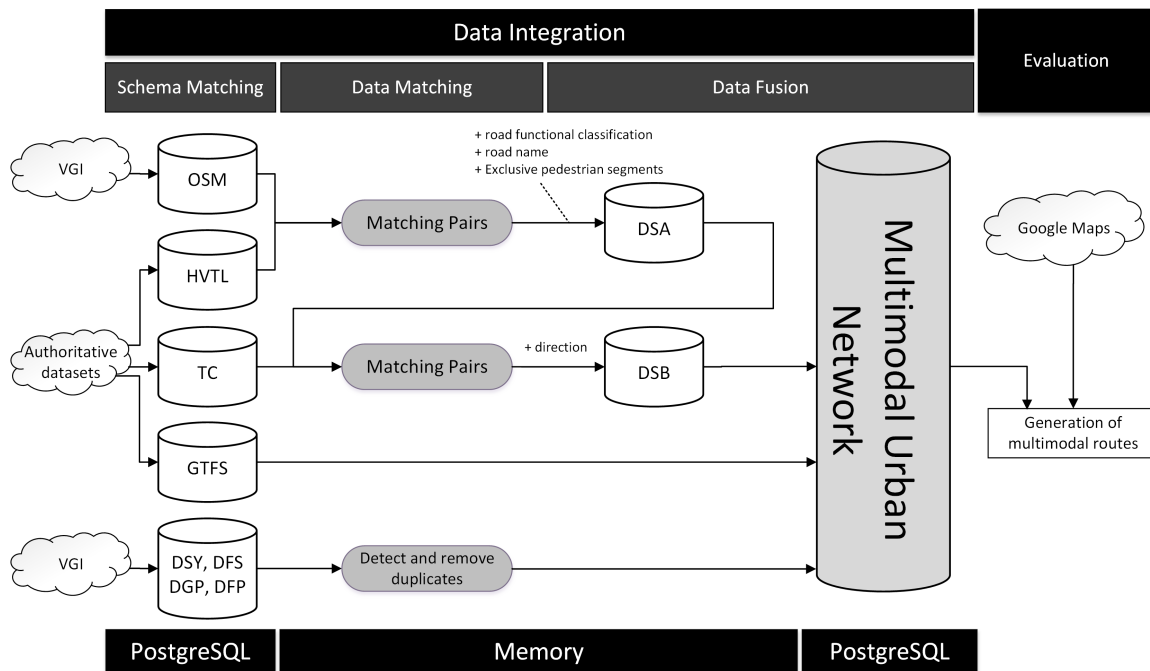 Data Integration
Evaluation
Schema Matching
Data Matching
Data Fusion
+ road functional classification
+ road name
+ Exclusive pedestrian segments
VGI
OSM
Matching Pairs
DSA
HVTL
Authoritative
datasets
TC
Matching Pairs
+ direction
DSB
GTFS
VGI
DSY, DFS
DGP, DFP
Detect and remove
duplicates
Multimodal Urban
Network
Google Maps
Generation of
multimodal routes
PostgreSQL
Memory
PostgreSQL